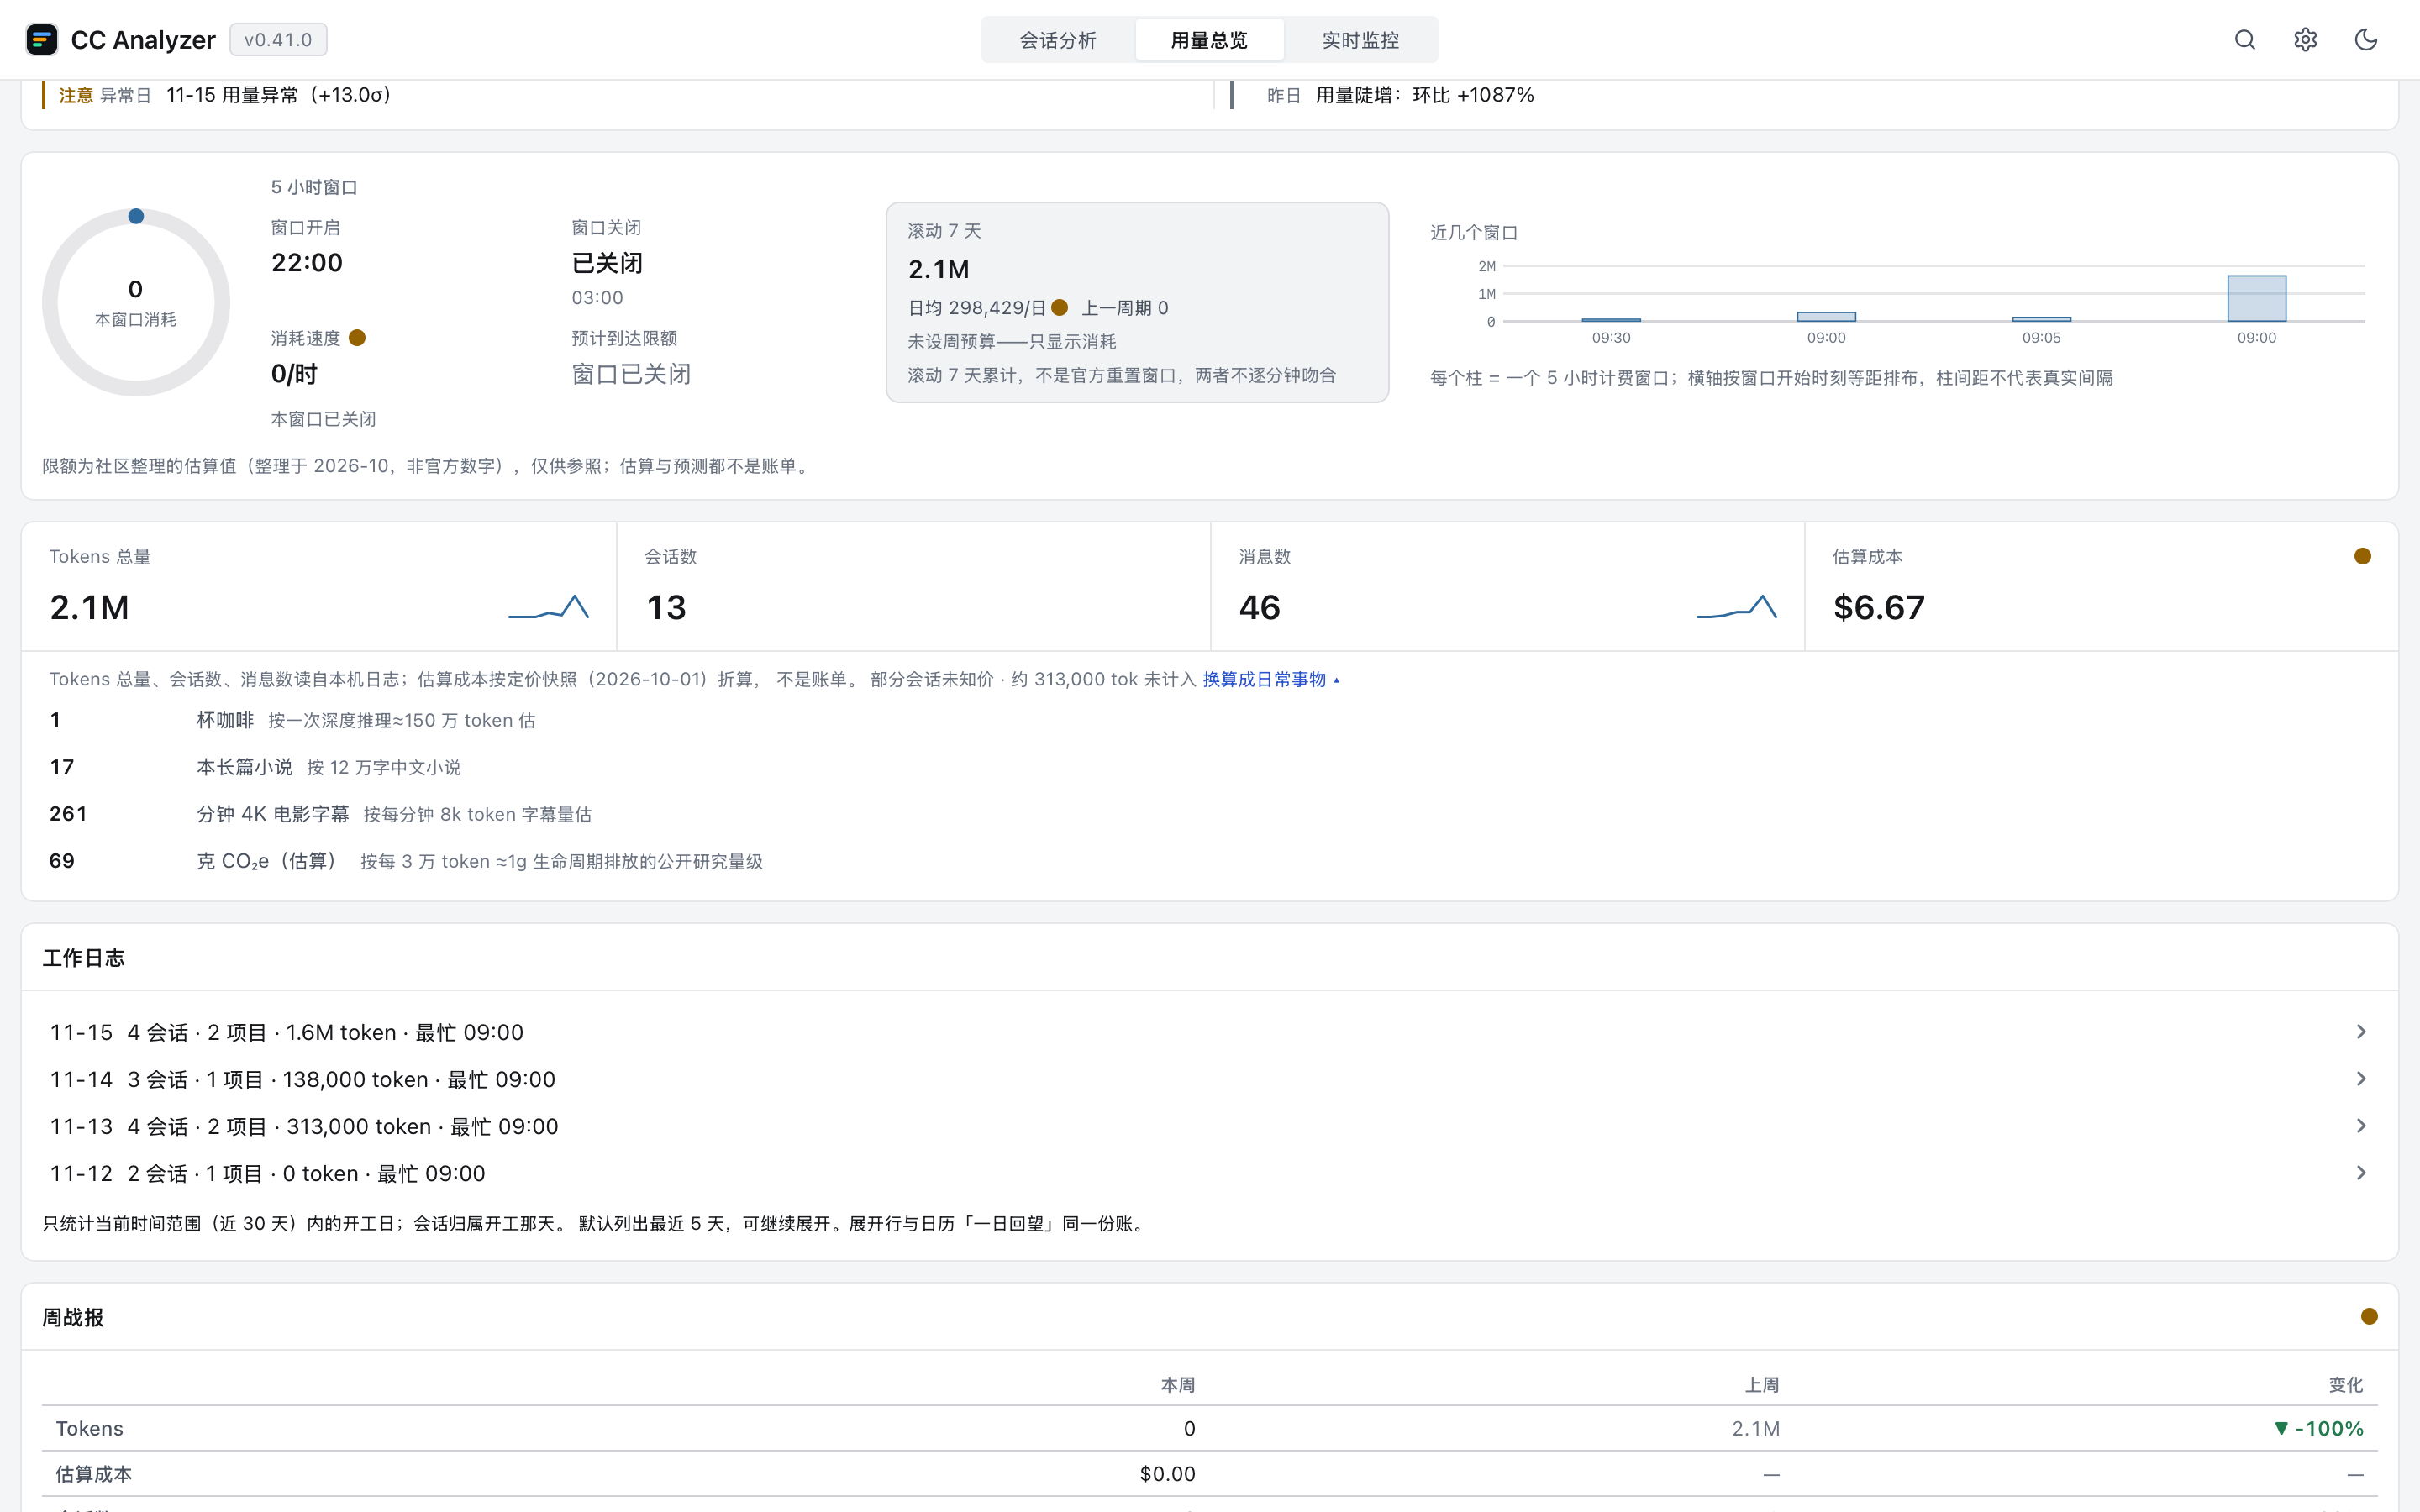 CC Analyzer v0.41.0 会话分析 用量总览 实时监控
注意 异常日 11-15 用量异常（+13.0σ） 昨日 用量陡增：环比 +1087%
0
本窗口消耗
5 小时窗口
窗口开启 窗口关闭
22:00 已关闭
03:00
消耗速度 预计到达限额
0/时 窗口已关闭
本窗口已关闭
滚动 7 天
2.1M
日均 298,429/日 上一周期 0
未设周预算——只显示消耗
滚动 7 天累计，不是官方重置窗口，两者不逐分钟吻合
近几个窗口
2M
1M
0
09:30 09:00 09:05 09:00
每个柱 = 一个 5 小时计费窗口；横轴按窗口开始时刻等距排布，柱间距不代表真实间隔
限额为社区整理的估算值（整理于 2026-10，非官方数字），仅供参照；估算与预测都不是账单。
Tokens 总量 会话数 消息数 估算成本
2.1M 13 46 $6.67
Tokens 总量、会话数、消息数读自本机日志；估算成本按定价快照（2026-10-01）折算， 不是账单。 部分会话未知价 · 约 313,000 tok 未计入 换算成日常事物 ▴
1 杯咖啡 按一次深度推理≈150 万 token 估
17 本长篇小说 按 12 万字中文小说
261 分钟 4K 电影字幕 按每分钟 8k token 字幕量估
69 克 CO₂e（估算） 按每 3 万 token ≈1g 生命周期排放的公开研究量级
工作日志
11-15 4 会话 · 2 项目 · 1.6M token · 最忙 09:00
11-14 3 会话 · 1 项目 · 138,000 token · 最忙 09:00
11-13 4 会话 · 2 项目 · 313,000 token · 最忙 09:00
11-12 2 会话 · 1 项目 · 0 token · 最忙 09:00
只统计当前时间范围（近 30 天）内的开工日；会话归属开工那天。 默认列出最近 5 天，可继续展开。展开行与日历「一日回望」同一份账。
周战报
本周 上周 变化
Tokens 0 2.1M ▼ -100%
估算成本 $0.00 — —